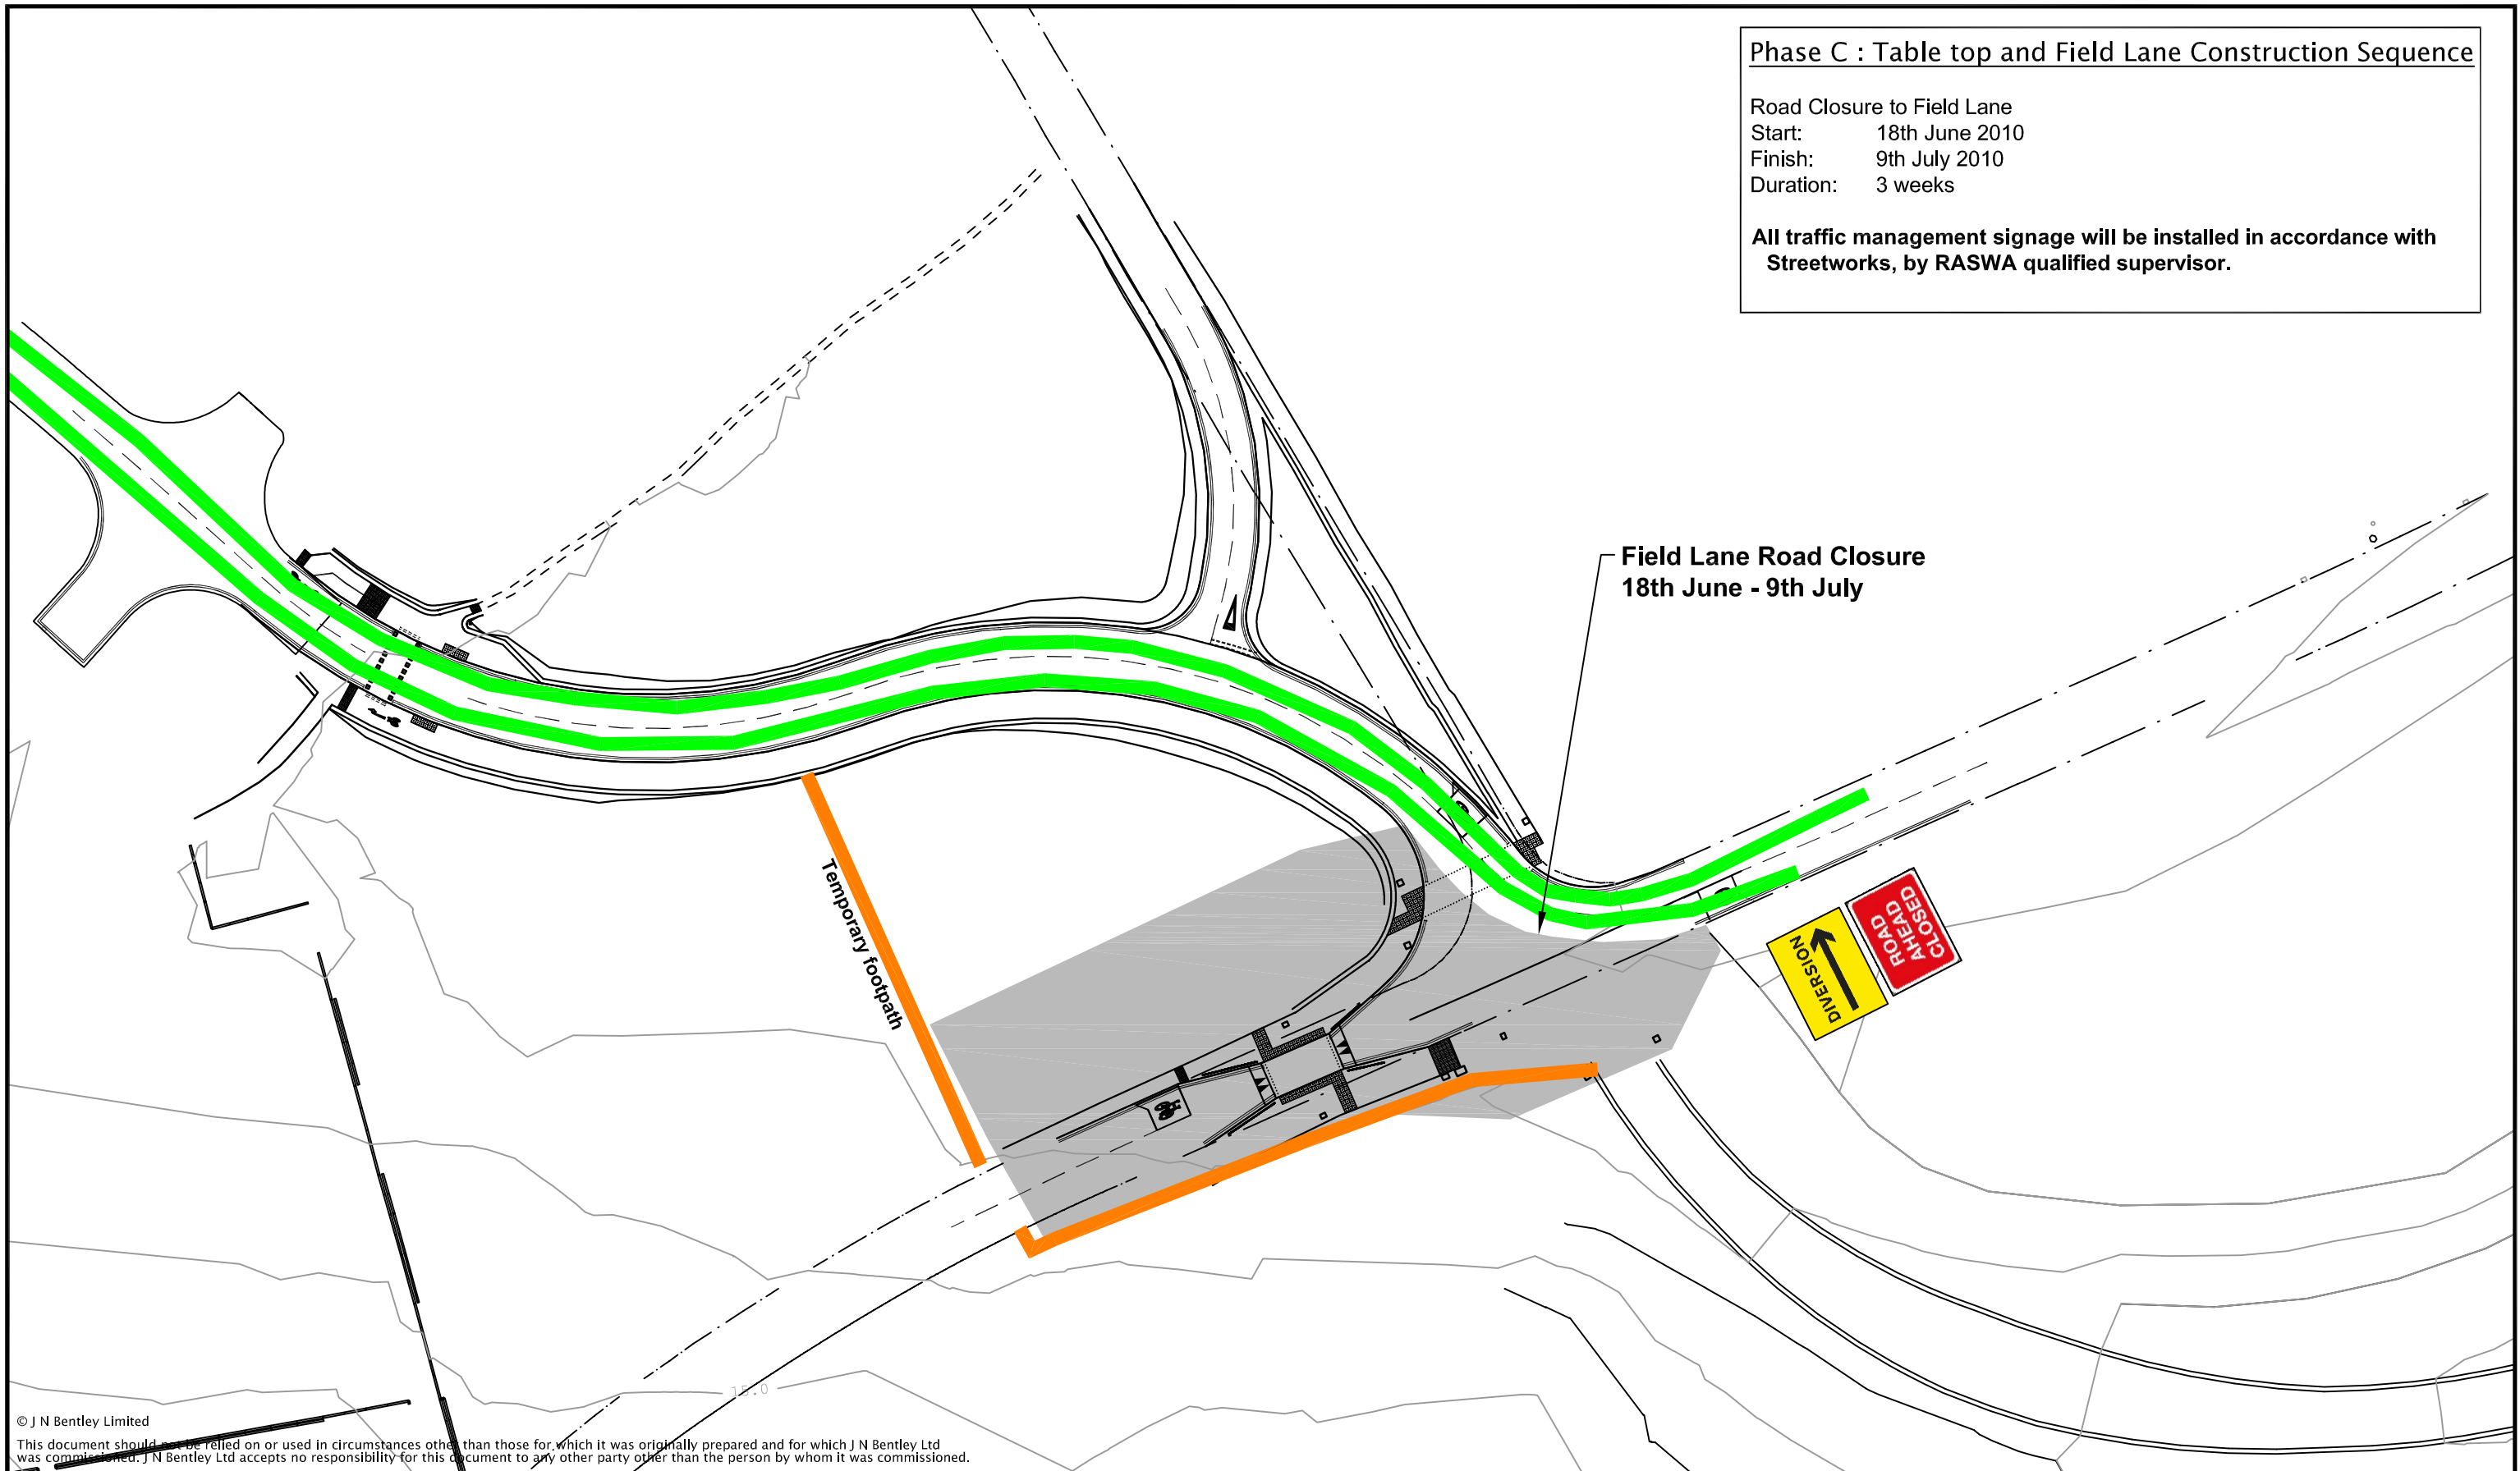 Phase C : Table top and Field Lane Construction Sequence
Road Closure to Field Lane
Start: 18th June 2010
Finish: 9th July 2010
Duration: 3 weeks
All traffic management signage will be installed in accordance with
Streetworks, by RASWA qualified supervisor.
Field Lane Road Closure
18th June - 9th July
Temporary footpath
DIVERSION
ROAD
AHEAD
CLOSED
15.0
© J N Bentley Limited
This document should not be relied on or used in circumstances other than those for which it was originally prepared and for which J N Bentley Ltd
was commissioned. J N Bentley Ltd accepts no responsibility for this document to any other party other than the person by whom it was commissioned.